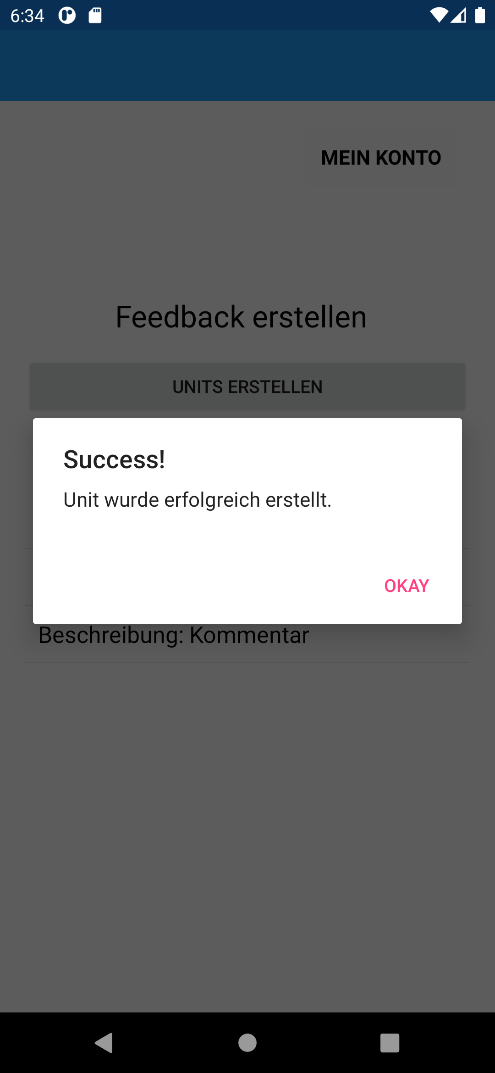 6:34
MEIN KONTO
Feedback erstellen
UNITS ERSTELLEN
Success!
Unit wurde erfolgreich erstellt.
OKAY
Beschreibung: Kommentar